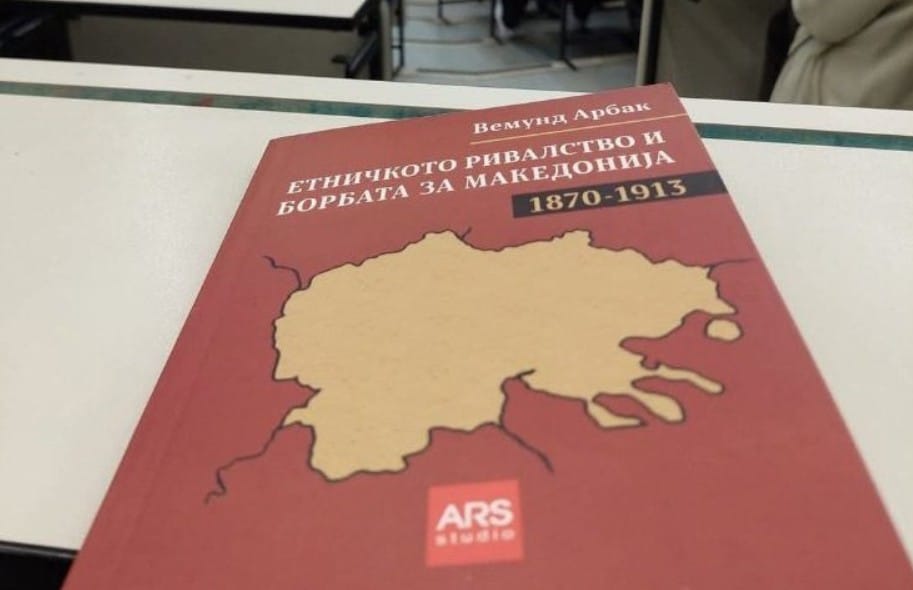 Вемунд Арбак
ЕТНИЧКОТО РИВАЛСТВО И
БОРБАТА ЗА МАКЕДОНИЈА
1870-1913
ARS
studio